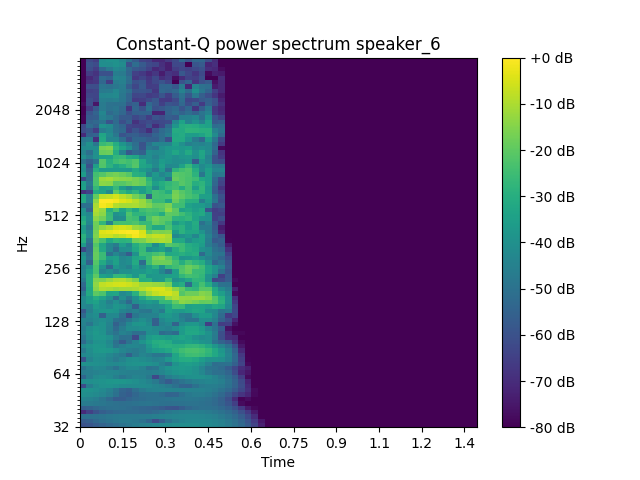 Constant-Q power spectrum speaker_6
Hz
2048
1024
512
256
128
64
32
0 0.15 0.3 0.45 0.6 0.75 0.9 1.1 1.2 1.4
Time
+0 dB
-10 dB
-20 dB
-30 dB
-40 dB
-50 dB
-60 dB
-70 dB
-80 dB